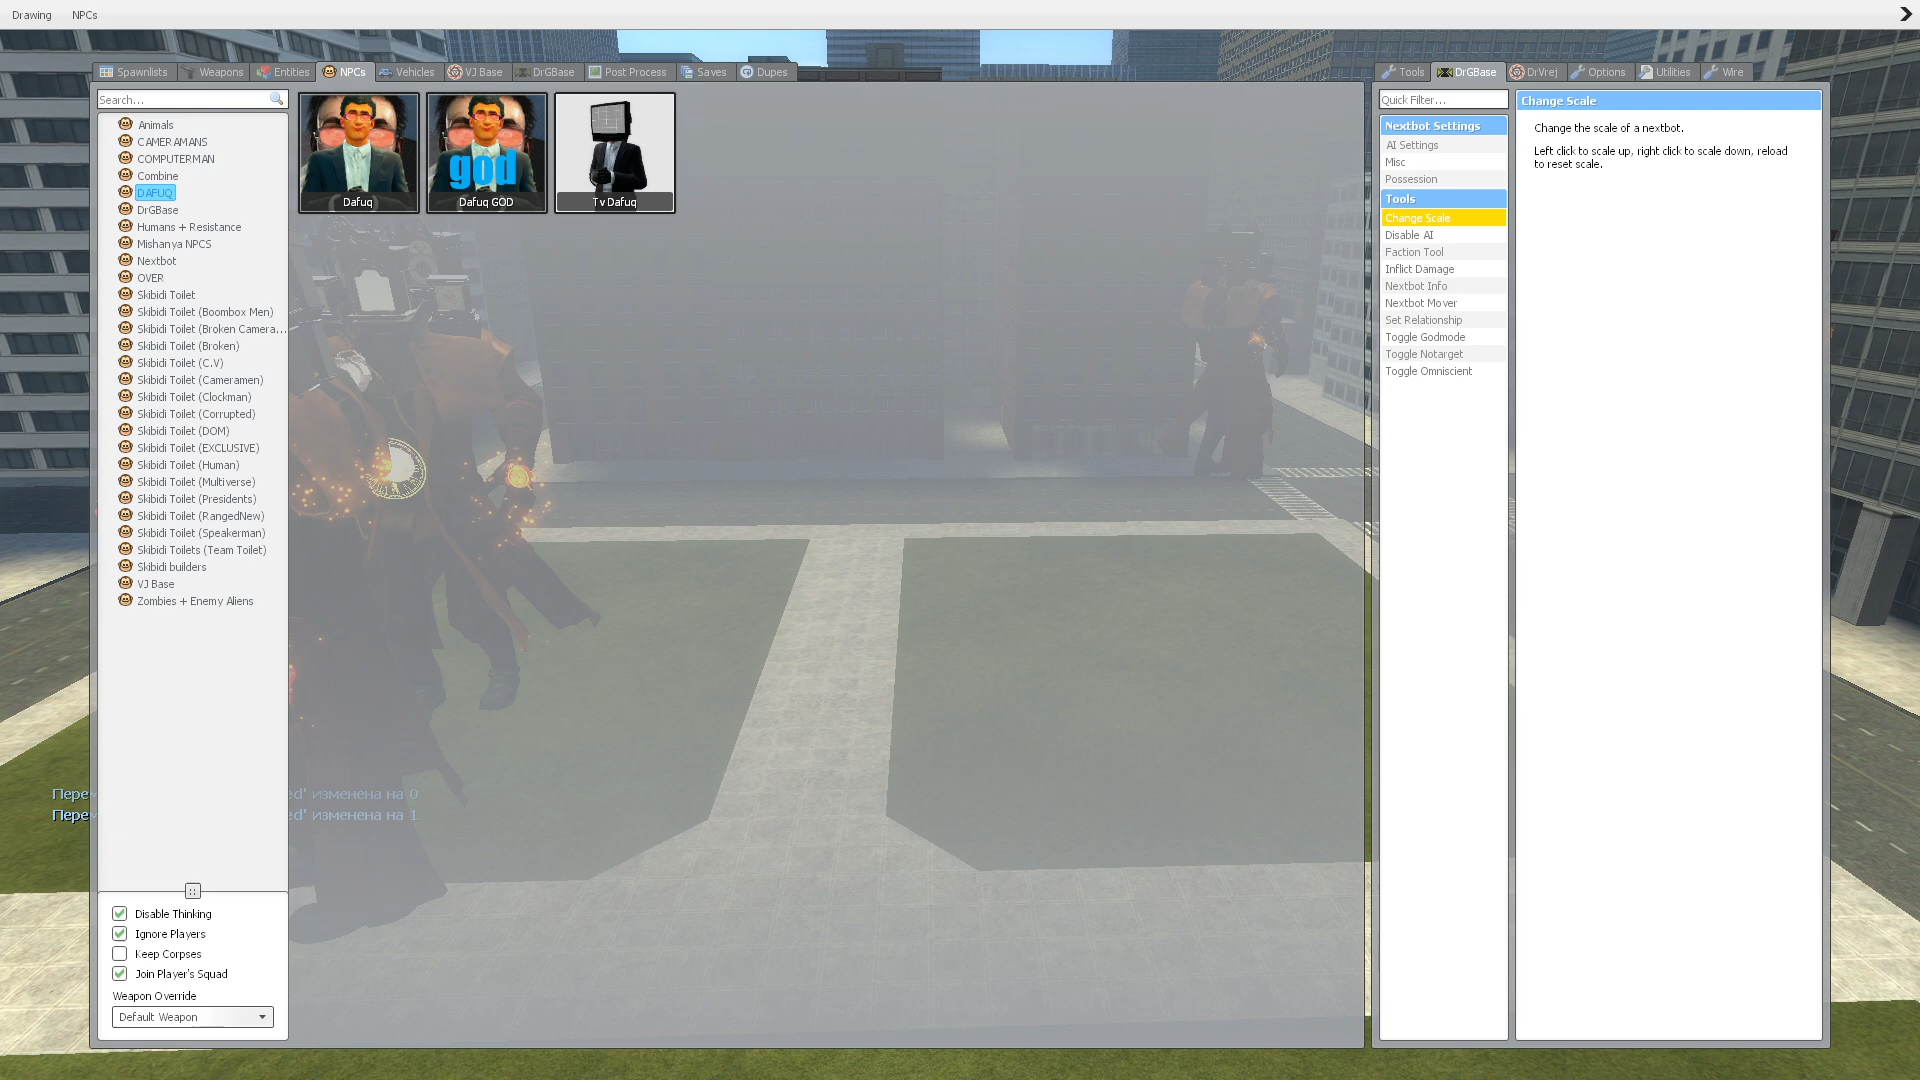 Drawing NPCs
Spawnlists Weapons Entities NPCs Vehicles VJ Base DrGBase Post Process Saves Dupes
Search...
Animals
CAMERAMANS
COMPUTERMAN
Combine
DAFUQ
DrGBase
Humans + Resistance
Mishanya NPCS
Nextbot
OVER
Skibidi Toilet
Skibidi Toilet (Boombox Men)
Skibidi Toilet (Broken Camera...
Skibidi Toilet (Broken)
Skibidi Toilet (C.V)
Skibidi Toilet (Cameramen)
Skibidi Toilet (Clockman)
Skibidi Toilet (Corrupted)
Skibidi Toilet (DOM)
Skibidi Toilet (EXCLUSIVE)
Skibidi Toilet (Human)
Skibidi Toilet (Multiverse)
Skibidi Toilet (Presidents)
Skibidi Toilet (RangedNew)
Skibidi Toilet (Speakerman)
Skibidi Toilets (Team Toilet)
Skibidi builders
VJ Base
Zombies + Enemy Aliens
god
Dafuq
Dafuq GOD
Tv Dafuq
Перем ed' изменена на 0
Перем ed' изменена на 1
Disable Thinking
Ignore Players
Keep Corpses
Join Player's Squad
Weapon Override
Default Weapon
Tools DrGBase DrVrej Options Utilities Wire
Quick Filter...
Nextbot Settings
AI Settings
Misc
Possession
Tools
Change Scale
Disable AI
Faction Tool
Inflict Damage
Nextbot Info
Nextbot Mover
Set Relationship
Toggle Godmode
Toggle Notarget
Toggle Omniscient
Change Scale
Change the scale of a nextbot.
Left click to scale up, right click to scale down, reload
to reset scale.